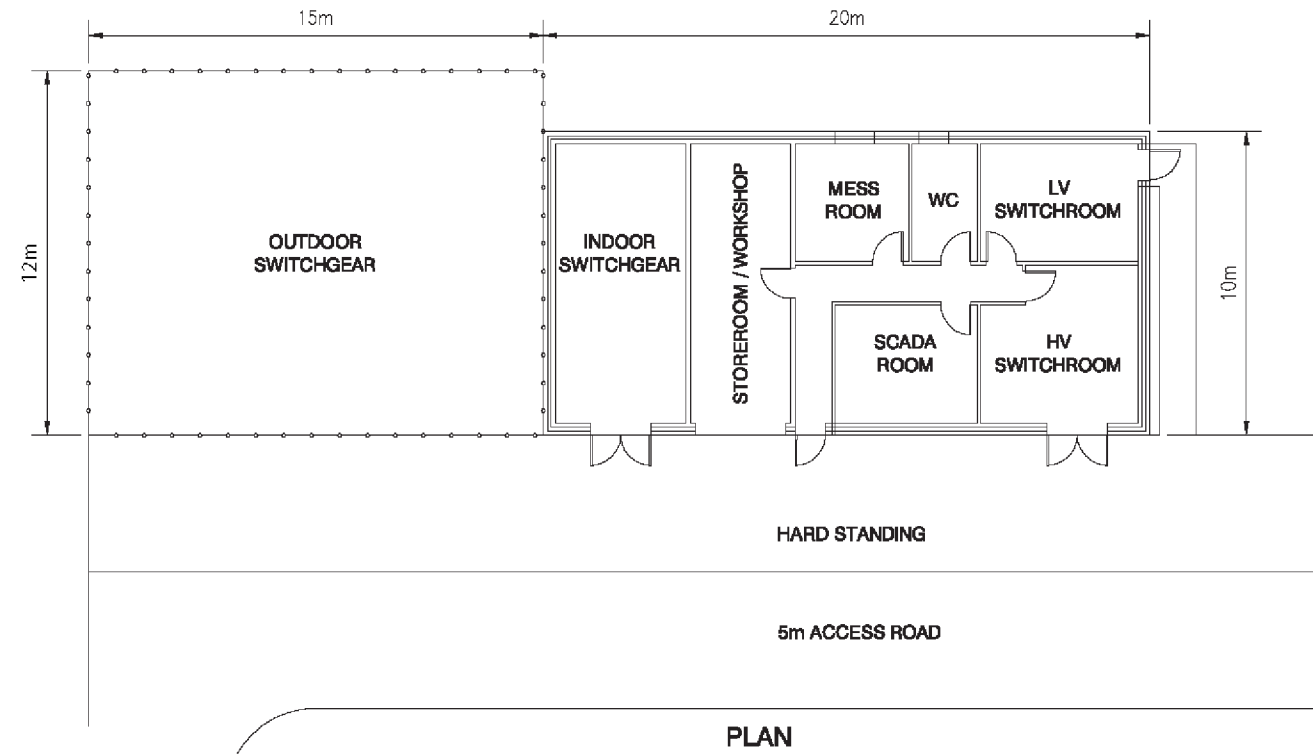 15m
20m
12m
10m
OUTDOOR
SWITCHGEAR
INDOOR
SWITCHGEAR
STOREROOM / WORKSHOP
MESS
ROOM
WC
LV
SWITCHROOM
SCADA
ROOM
HV
SWITCHROOM
HARD STANDING
5m ACCESS ROAD
PLAN